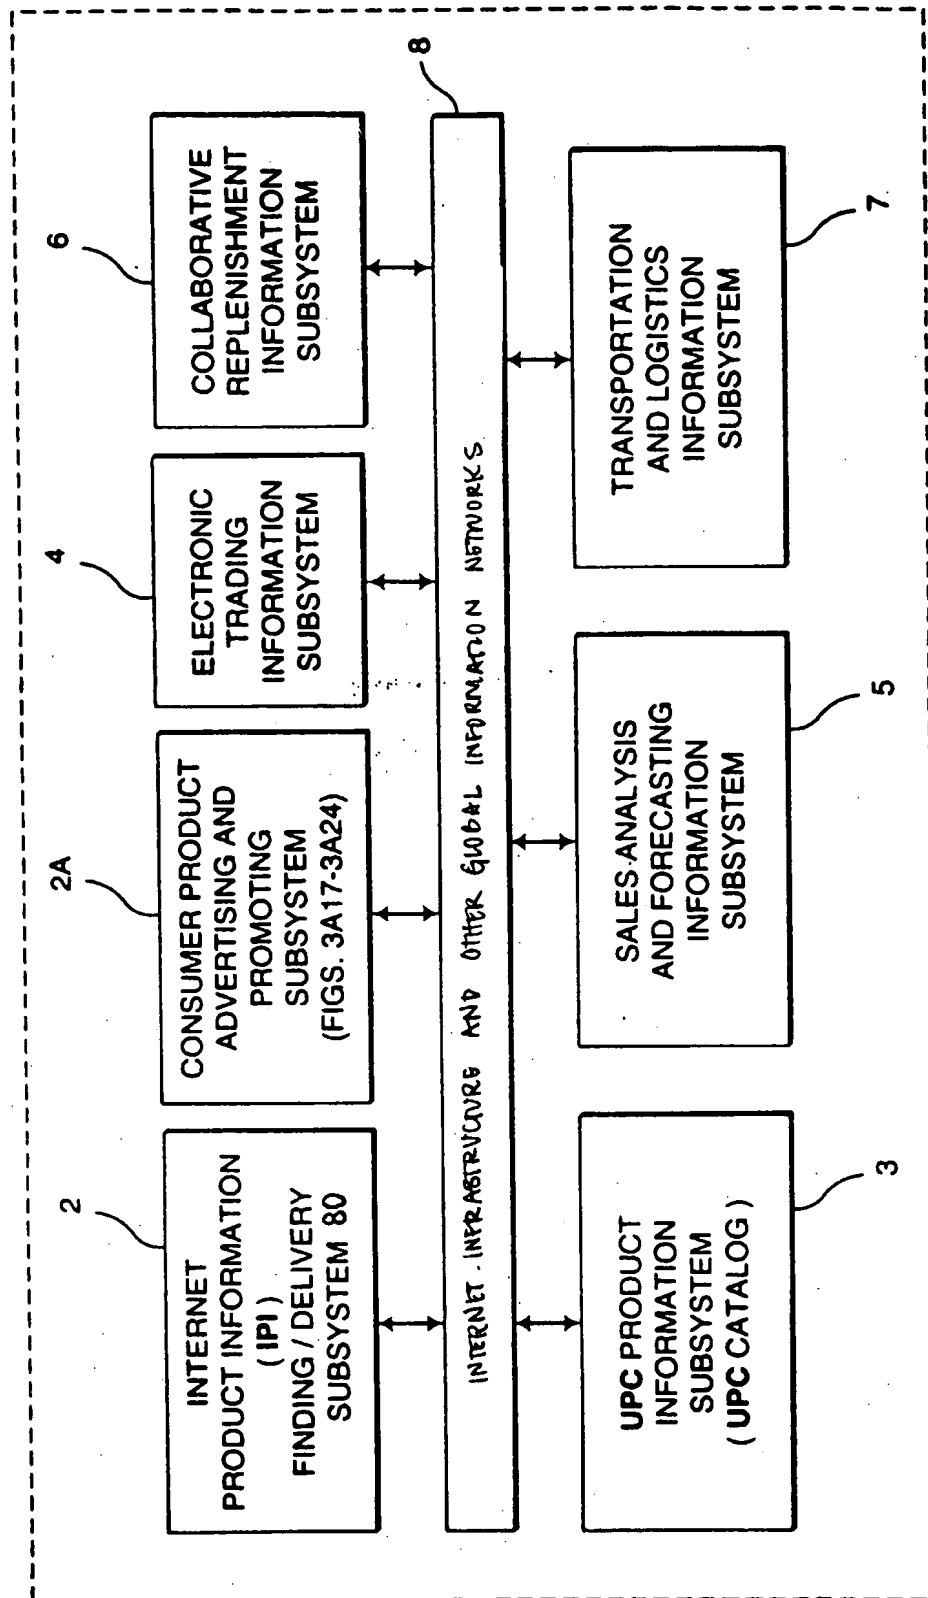 2
INTERNET
PRODUCT INFORMATION
( IPI )
FINDING / DELIVERY
SUBSYSTEM 80
2A
CONSUMER PRODUCT
ADVERTISING AND
PROMOTING
SUBSYSTEM
(FIGS. 3A17-3A24)
4
ELECTRONIC
TRADING
INFORMATION
SUBSYSTEM
6
COLLABORATIVE
REPLENISHMENT
INFORMATION
SUBSYSTEM
8
INTERNET INFRASTRUCTURE AND OTHER GLOBAL INFORMATION NETWORKS
UPC PRODUCT
INFORMATION
SUBSYSTEM
( UPC CATALOG )
3
SALES ANALYSIS
AND FORECASTING
INFORMATION
SUBSYSTEM
5
TRANSPORTATION
AND LOGISTICS
INFORMATION
SUBSYSTEM
7